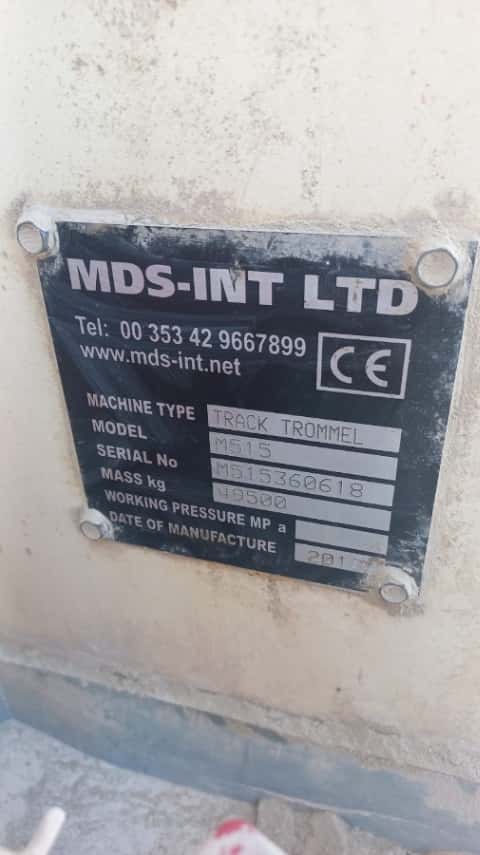 MDS-INT LTD
Tel: 00 353 42 9667899
www.mds-int.net
CE
MACHINE TYPE TRACK TROMMEL
MODEL M515
SERIAL No M515360618
MASS kg 49500
WORKING PRESSURE MP a
DATE OF MANUFACTURE